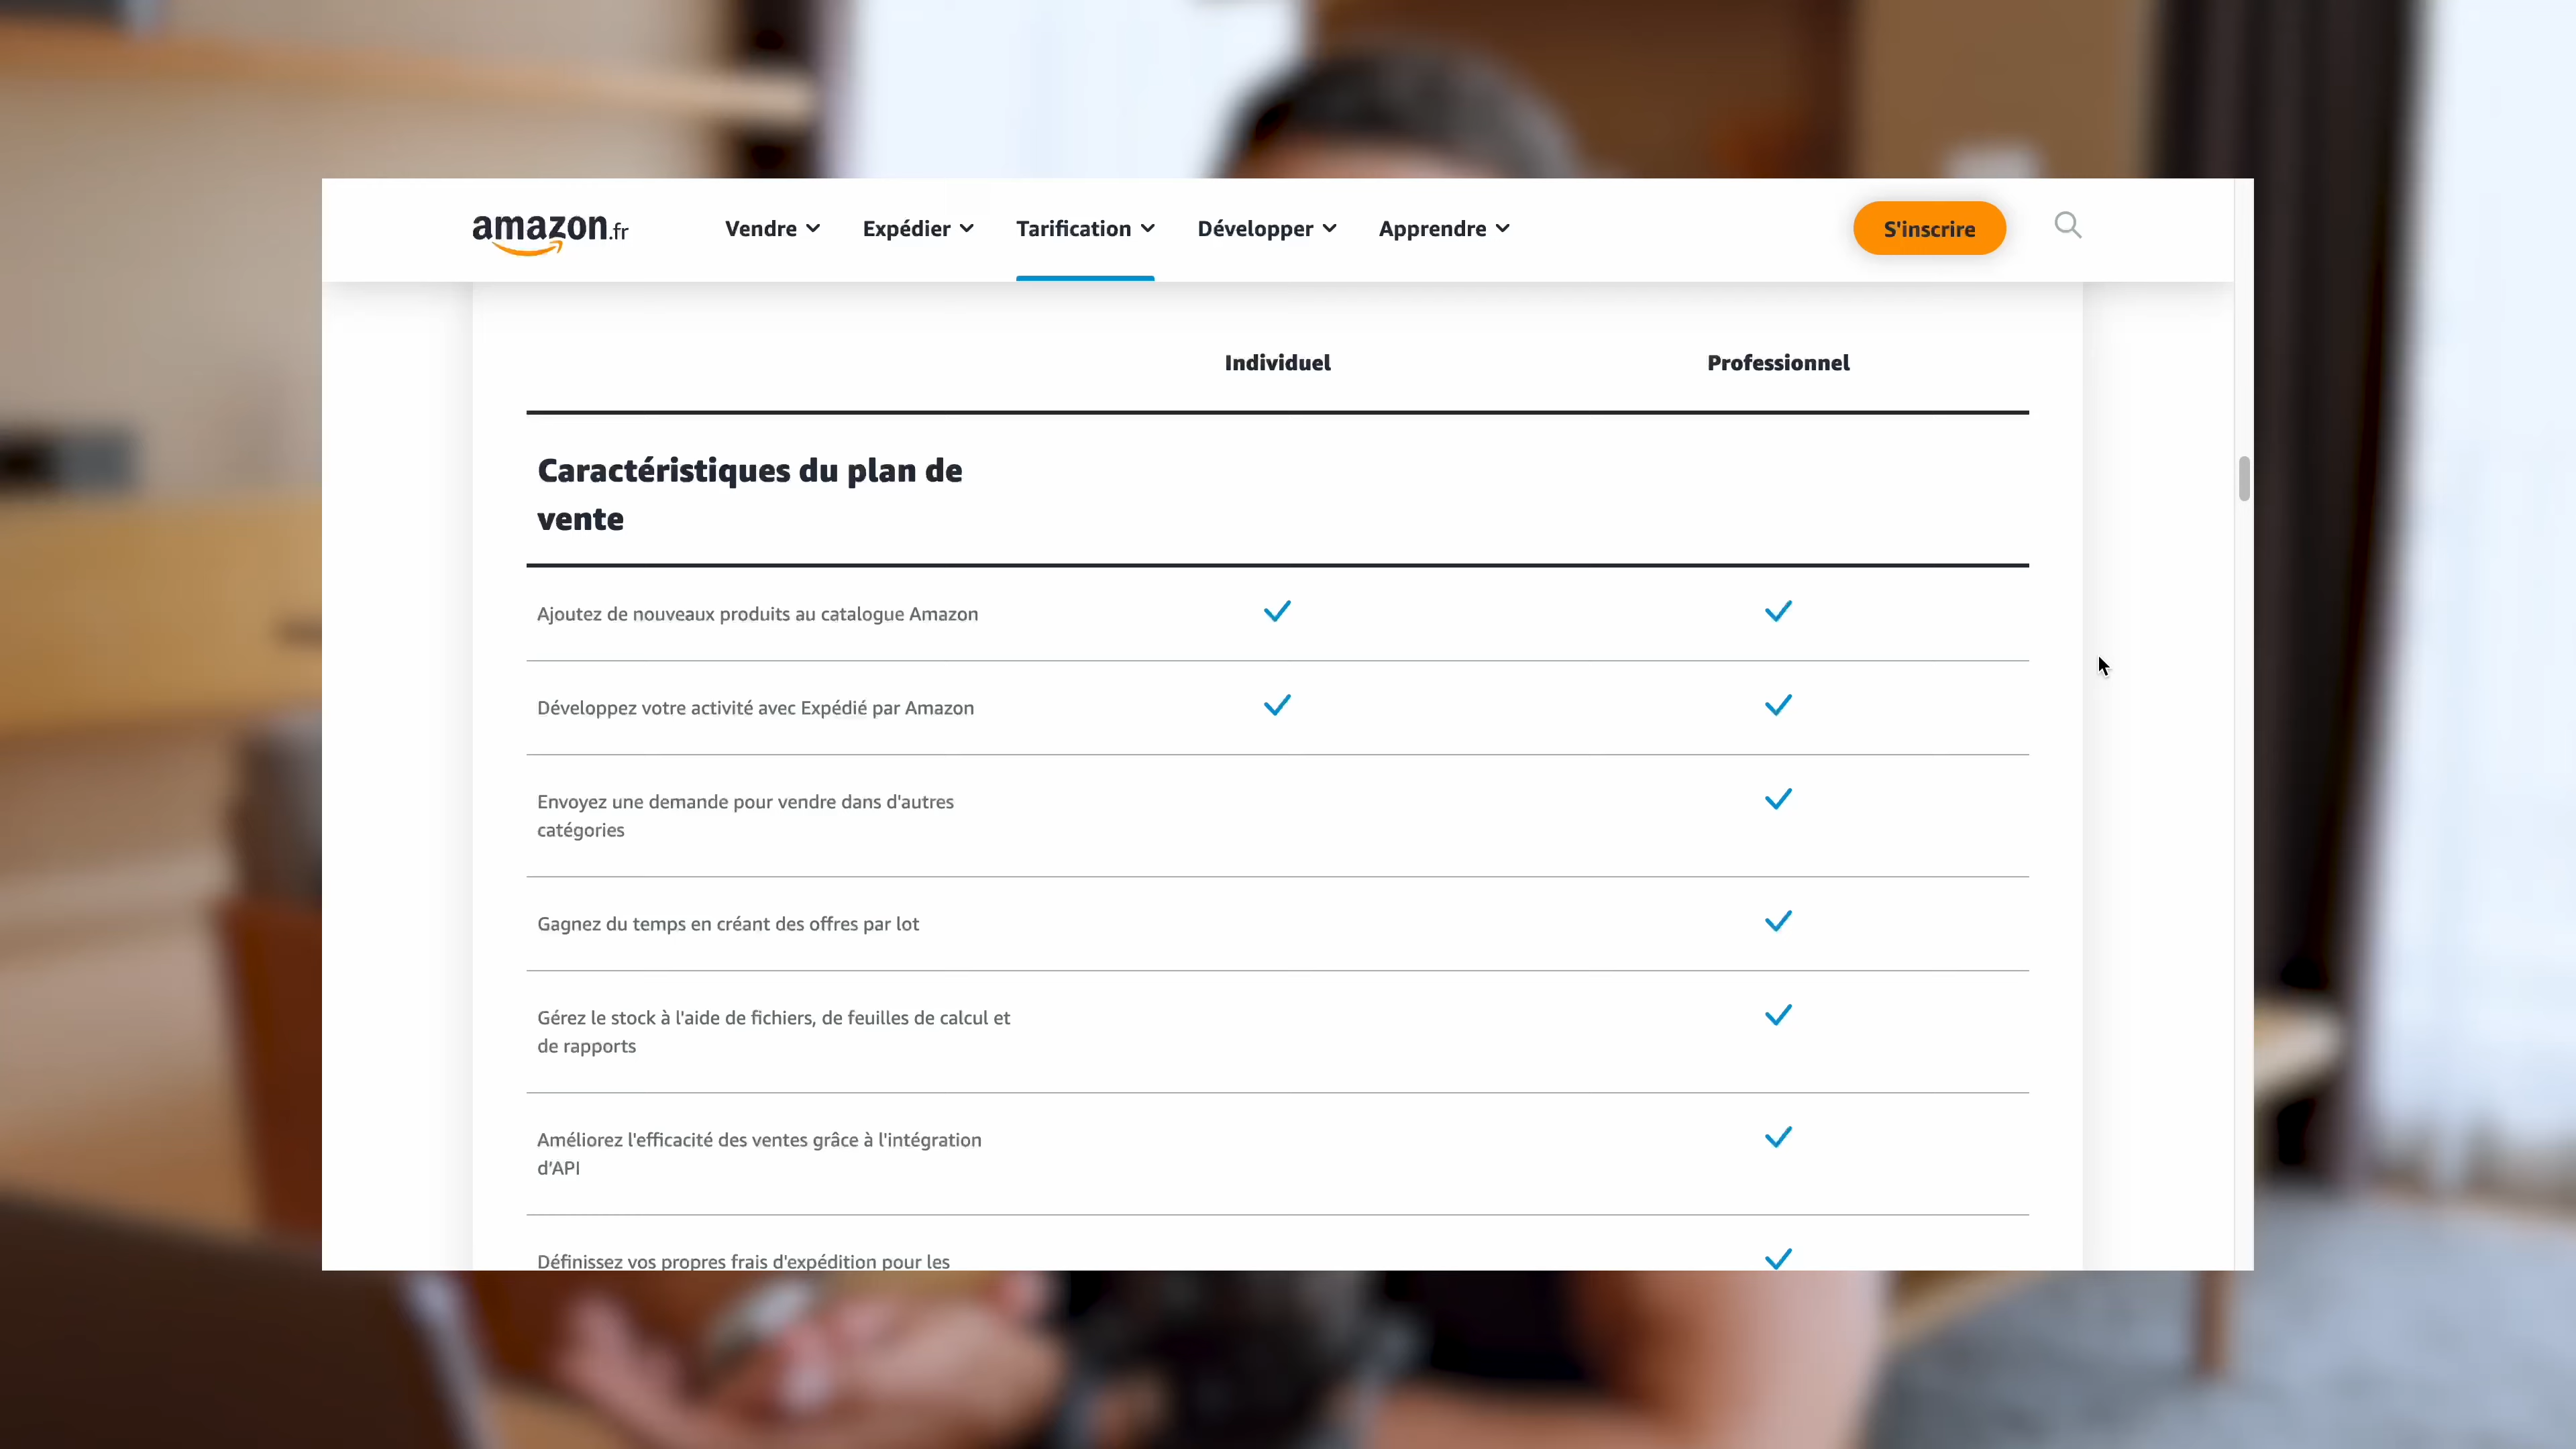 amazon.fr
Vendre
Expédier
Tarification
Développer
Apprendre
S'inscrire
Individuel
Professionnel
Caractéristiques du plan de
vente
Ajoutez de nouveaux produits au catalogue Amazon
Développez votre activité avec Expédié par Amazon
Envoyez une demande pour vendre dans d'autres
catégories
Gagnez du temps en créant des offres par lot
Gérez le stock à l'aide de fichiers, de feuilles de calcul et
de rapports
Améliorez l'efficacité des ventes grâce à l'intégration
d'API
Définissez vos propres frais d'expédition pour les